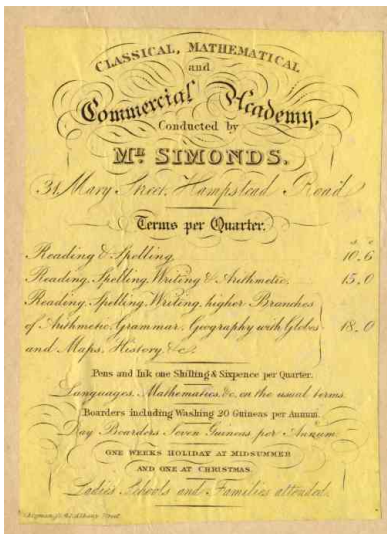 CLASSICAL, MATHEMATICAL
and
Commercial Academy,
Conducted by
MR. SIMONDS.
31, Mary Street, Hampstead Road
Terms per Quarter.
Reading & Spelling 10.6
Reading, Spelling, Writing & Arithmetic 15.0
Reading, Spelling, Writing, higher Branches
of Arithmetic, Grammar, Geography with Globes 18.0
and Maps, History, &c.
Pens and Ink one Shilling & Sixpence per Quarter.
Languages, Mathematics, &c. on the usual terms.
Boarders including Washing 20 Guineas per Annum.
Day Boarders Seven Guineas per Annum.
ONE WEEKS HOLIDAY AT MIDSUMMER
AND ONE AT CHRISTMAS
Ladies Schools and Families attended.
Albany Street